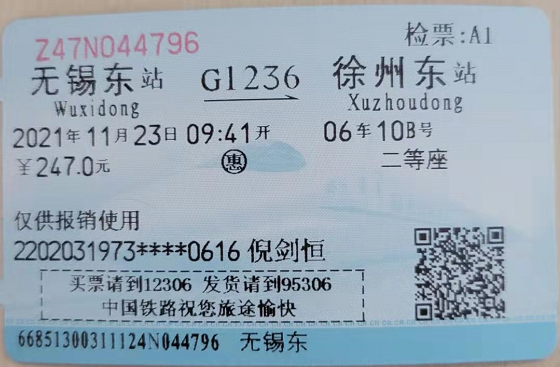 Z47N044796 检票:A1
无锡东站 G1236 徐州东站
Wuxidong Xuzhoudong
2021年11月23日09:41开 06车10B号
￥247.0元 惠 二等座
仅供报销使用
2202031973****0616 倪剑恒
买票请到12306 发货请到95306
中国铁路祝您旅途愉快
66851300311124N044796 无锡东